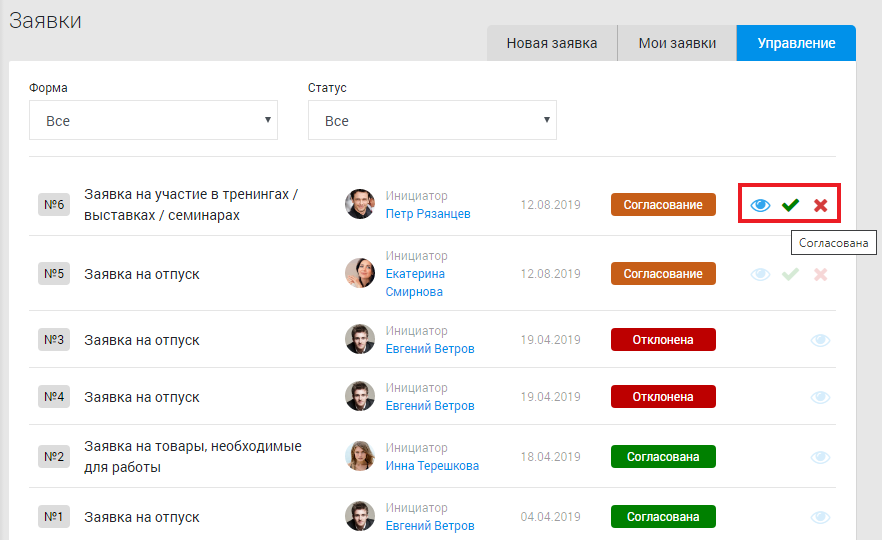 Заявки
Новая заявка
Мои заявки
Управление
Форма
Статус
Все
Все
№6
Заявка на участие в тренингах /
выставках / семинарах
Инициатор
Петр Рязанцев
12.08.2019
Согласование
Согласована
№5
Заявка на отпуск
Инициатор
Екатерина
Смирнова
12.08.2019
Согласование
№3
Заявка на отпуск
Инициатор
Евгений Ветров
19.04.2019
Отклонена
№4
Заявка на отпуск
Инициатор
Евгений Ветров
19.04.2019
Отклонена
№2
Заявка на товары, необходимые
для работы
Инициатор
Инна Терешкова
18.04.2019
Согласована
№1
Заявка на отпуск
Инициатор
Евгений Ветров
04.04.2019
Согласована